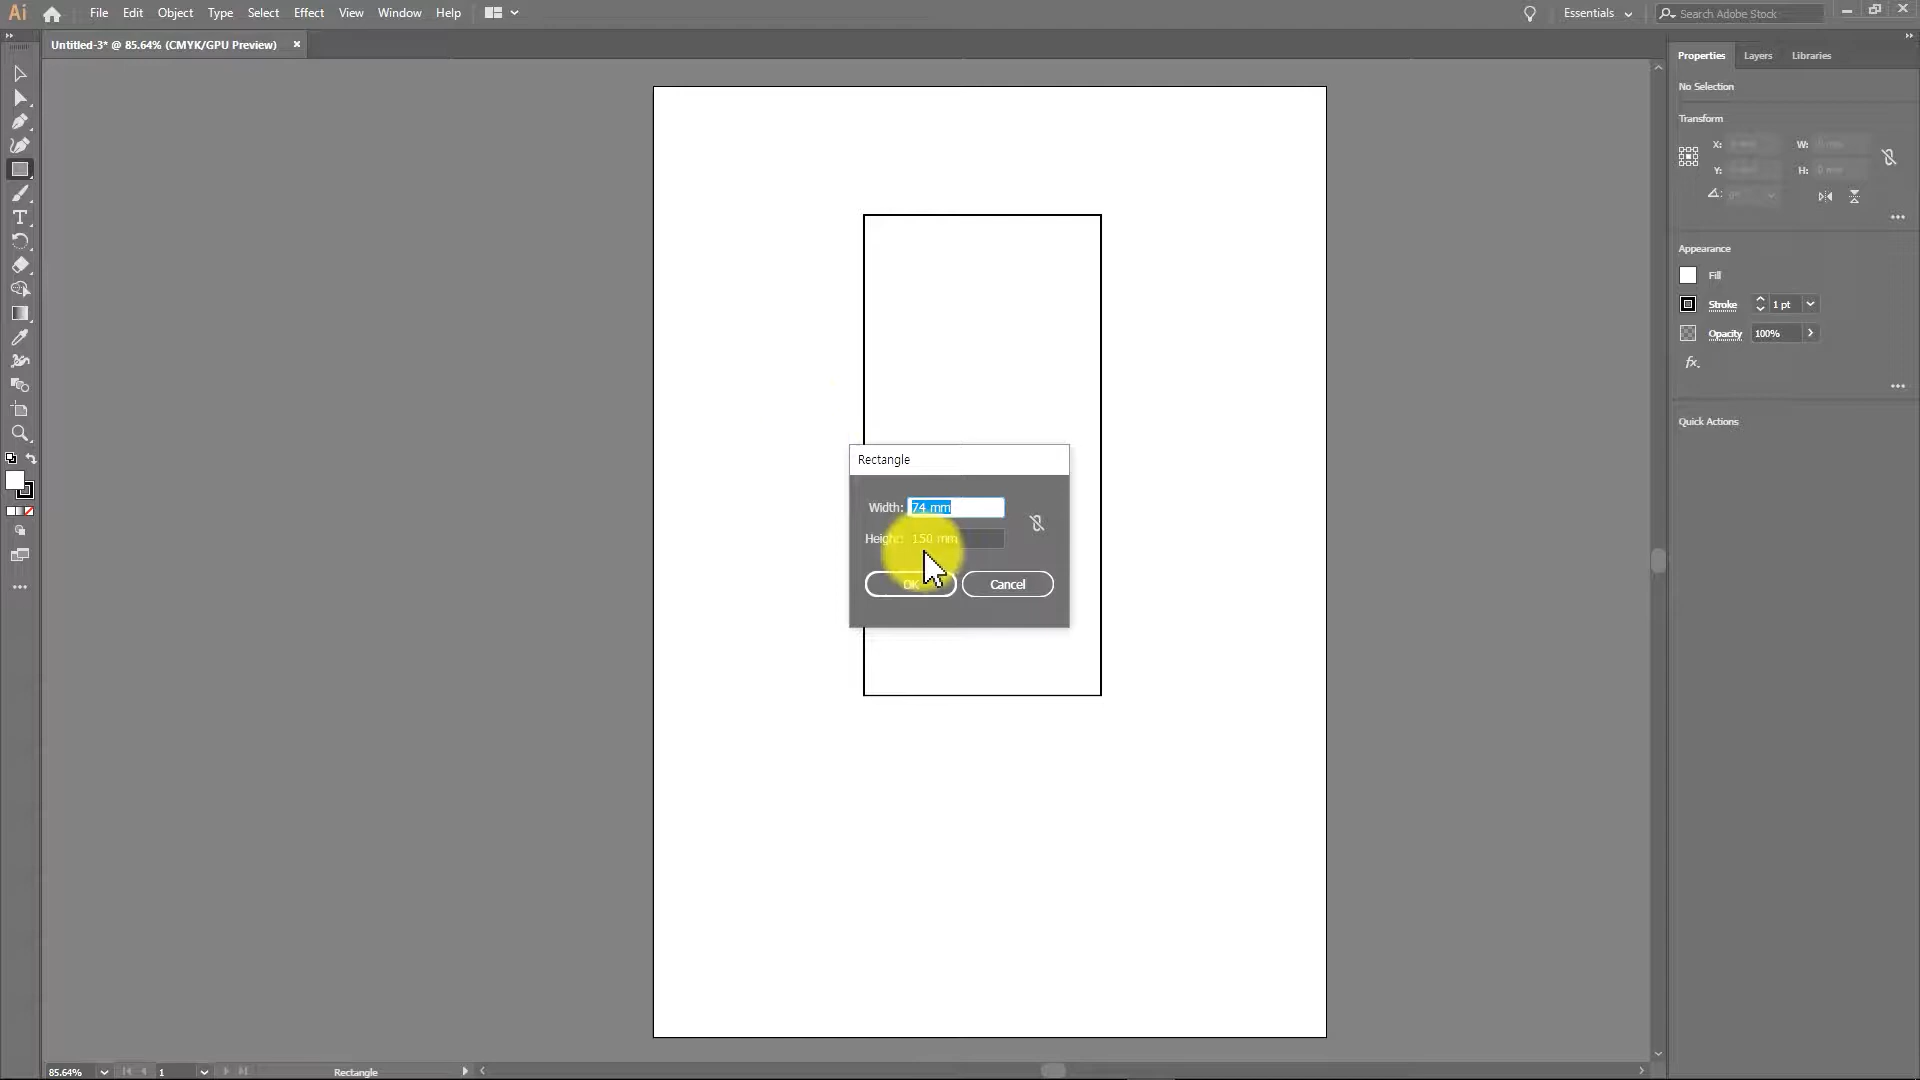 Ai File Edit Object Type Select Effect View Window Help Essentials Search Adobe Stock
Untitled-3* @ 85.64% (CMYK/GPU Preview)
Properties Layers Libraries
No Selection
Transform
X: W:
Y: H:
Appearance
Fill
Stroke 1 pt
Opacity 100%
fx.
Quick Actions
Rectangle
Width: 74 mm
Height: 150 mm
OK Cancel
85.64% 1 Rectangle